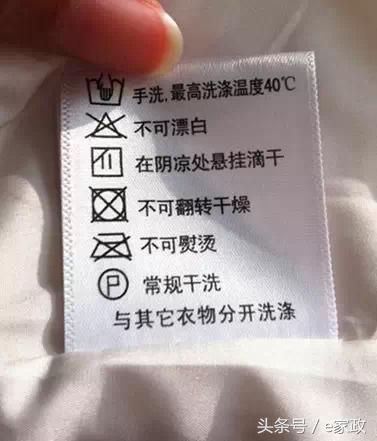 手洗,最高洗涤温度40℃
不可漂白
在阴凉处悬挂滴干
不可翻转干燥
不可熨烫
P 常规干洗
与其它衣物分开洗涤
头条号 / e家政